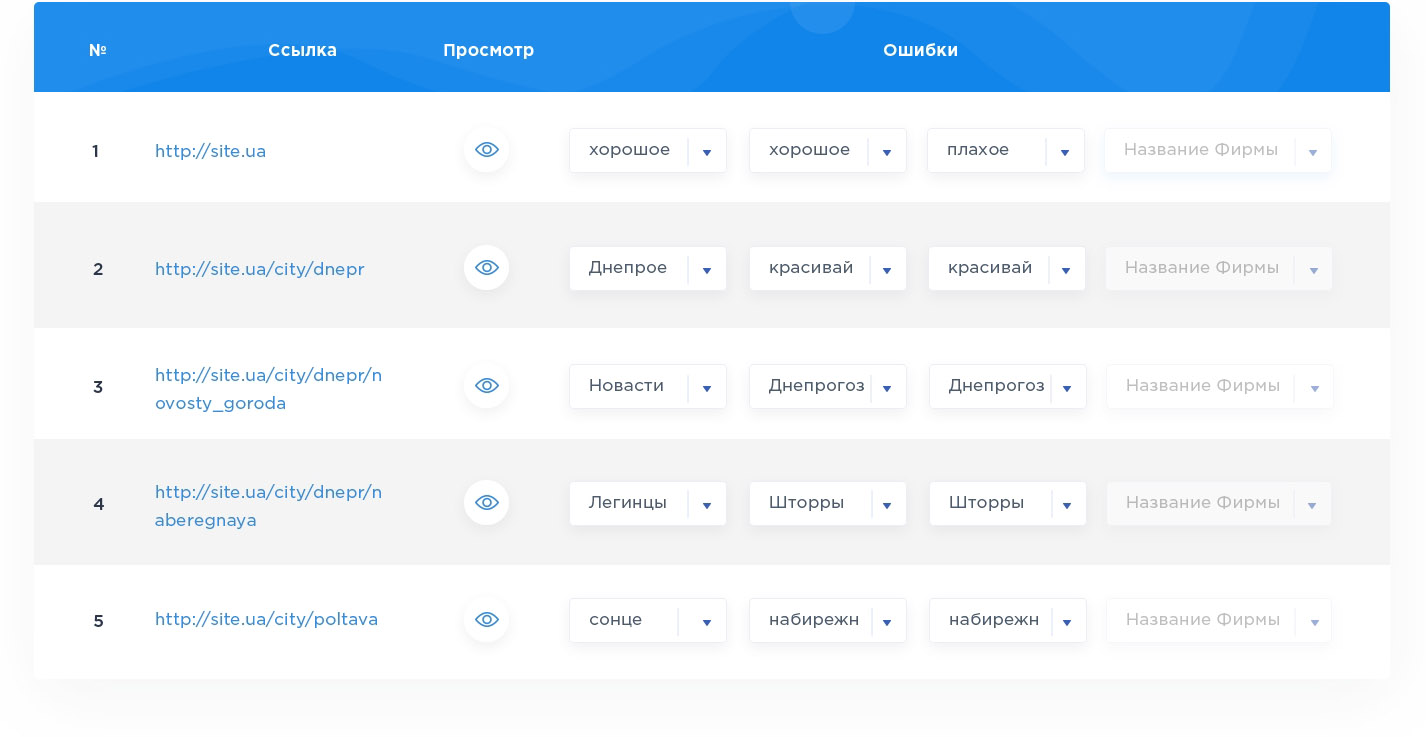 № Ссылка Просмотр Ошибки
1 http://site.ua хорошое хорошое плахое Название Фирмы
2 http://site.ua/city/dnepr Днепрое красивай красивай Название Фирмы
3 http://site.ua/city/dnepr/n
ovosty_goroda Новасти Днепрогоз Днепрогоз Название Фирмы
4 http://site.ua/city/dnepr/n
aberegnaya Легинцы Шторры Шторры Название Фирмы
5 http://site.ua/city/poltava сонце набирежн набирежн Название Фирмы